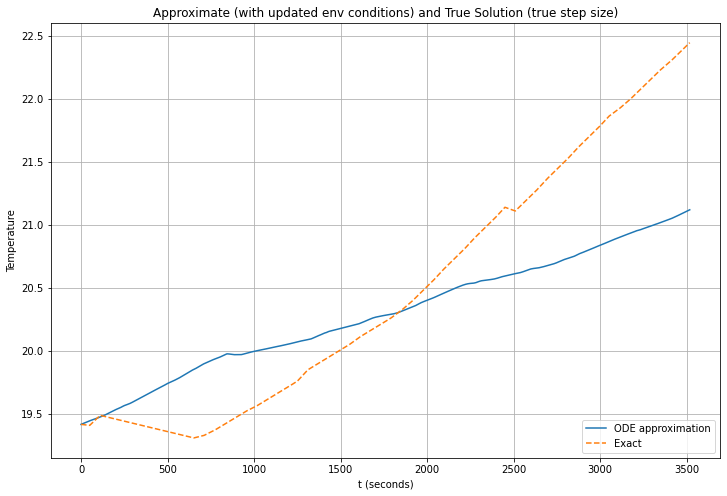 Approximate (with updated env conditions) and True Solution (true step size)
22.5
22.0
21.5
21.0
20.5
20.0
19.5
Temperature
0 500 1000 1500 2000 2500 3000 3500
t (seconds)
ODE approximation
Exact